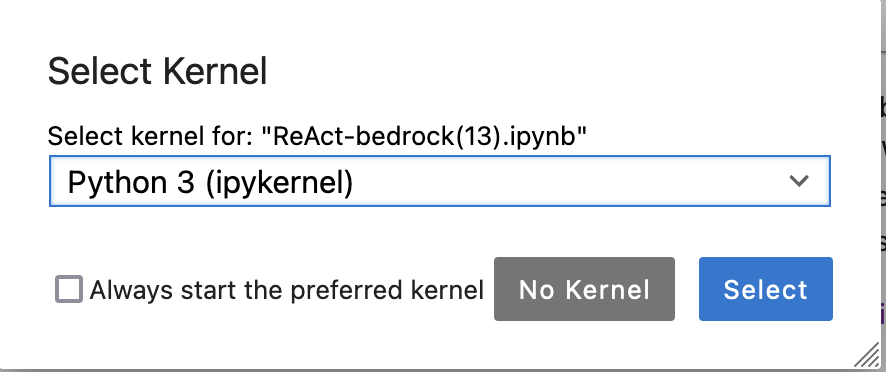 Select Kernel
Select kernel for: "ReAct-bedrock(13).ipynb"
Python 3 (ipykernel)
Always start the preferred kernel
No Kernel
Select